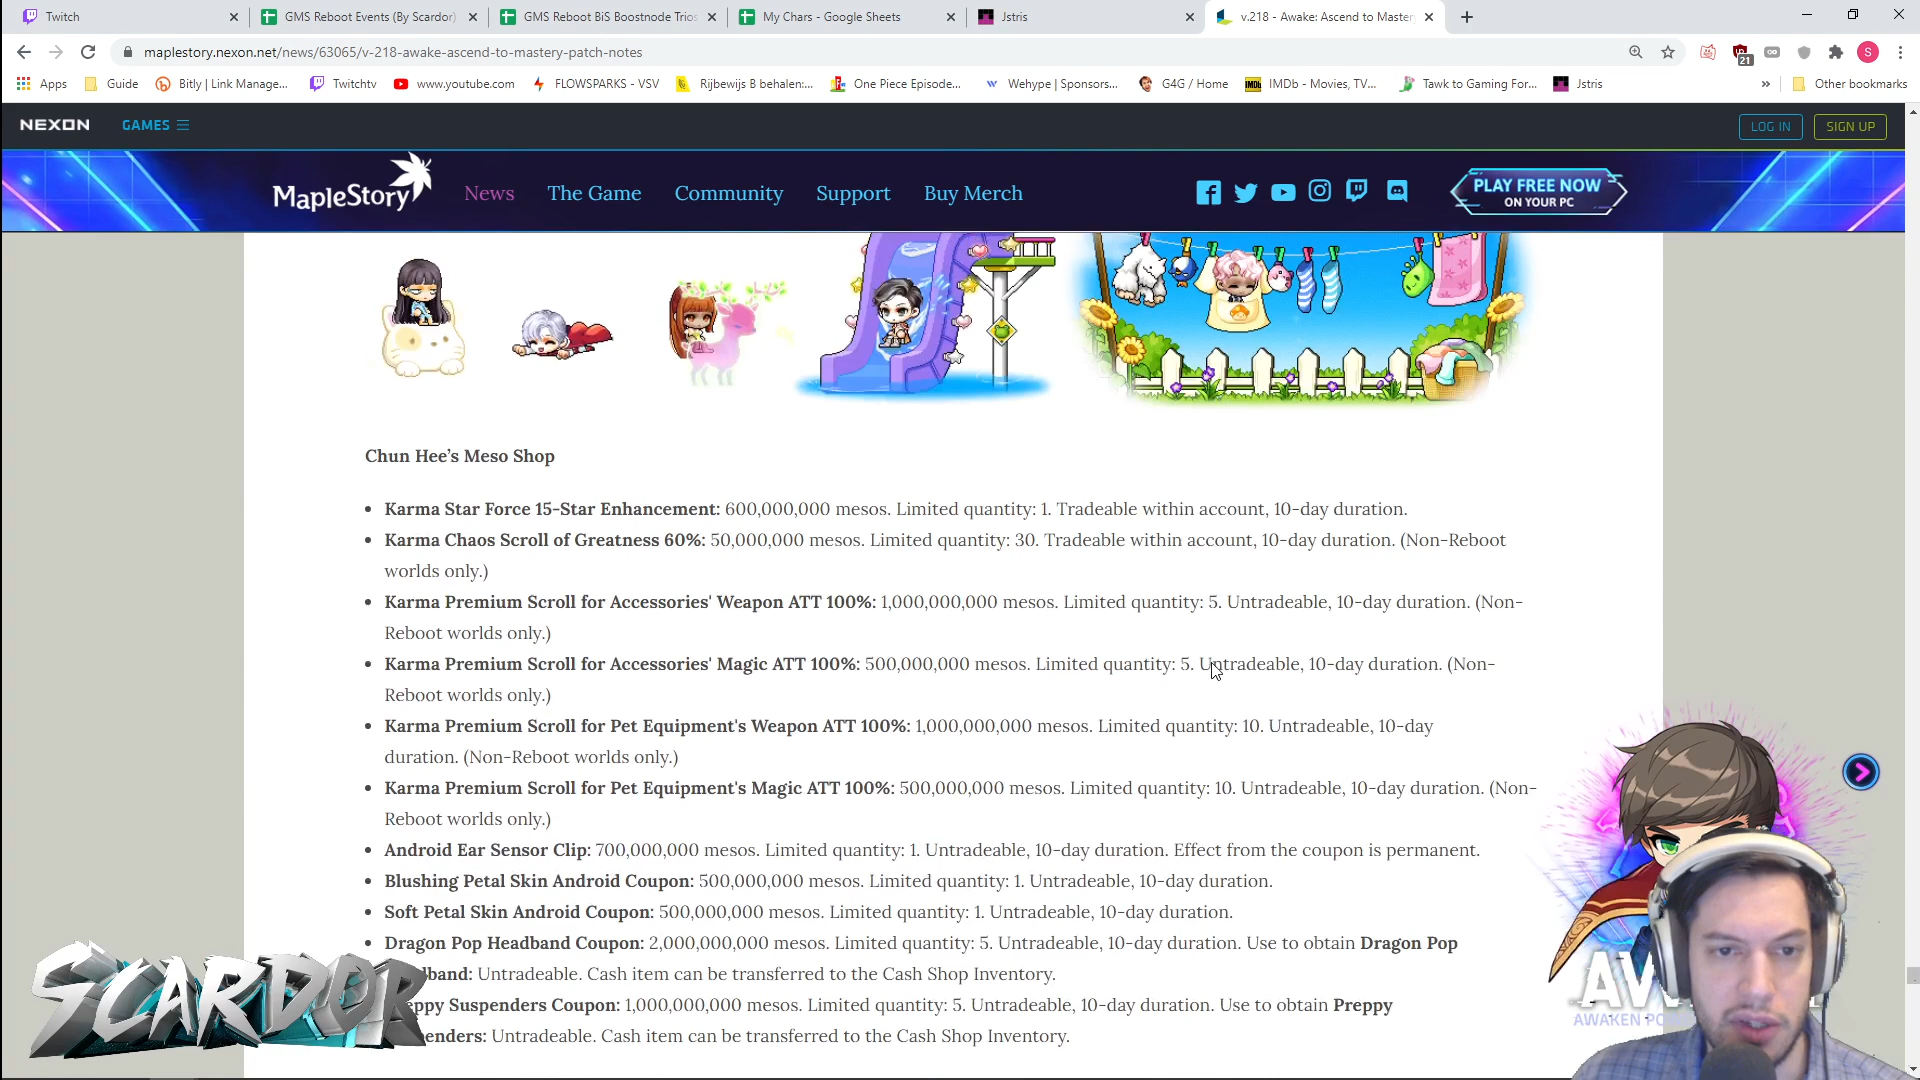 Twitch
GMS Reboot Events (By Scardor)
GMS Reboot BiS Boostnode Trios
My Chars - Google Sheets
Jstris
v.218 - Awake: Ascend to Master
maplestory.nexon.net/news/63065/v-218-awake-ascend-to-mastery-patch-notes
21
S
Apps
Guide
Bitly | Link Manage...
Twitchtv
www.youtube.com
FLOWSPARKS - VSV
Rijbewijs B behalen:...
One Piece Episode...
Wehype | Sponsors...
G4G / Home
IMDb - Movies, TV...
Tawk to Gaming For...
Jstris
Other bookmarks
NEXON
GAMES
LOG IN
SIGN UP
MapleStory
News
The Game
Community
Support
Buy Merch
PLAY FREE NOW
ON YOUR PC
Chun Hee's Meso Shop
Karma Star Force 15-Star Enhancement: 600,000,000 mesos. Limited quantity: 1. Tradeable within account, 10-day duration.
Karma Chaos Scroll of Greatness 60%: 50,000,000 mesos. Limited quantity: 30. Tradeable within account, 10-day duration. (Non-Reboot
worlds only.)
Karma Premium Scroll for Accessories' Weapon ATT 100%: 1,000,000,000 mesos. Limited quantity: 5. Untradeable, 10-day duration. (Non-
Reboot worlds only.)
Karma Premium Scroll for Accessories' Magic ATT 100%: 500,000,000 mesos. Limited quantity: 5. Untradeable, 10-day duration. (Non-
Reboot worlds only.)
Karma Premium Scroll for Pet Equipment's Weapon ATT 100%: 1,000,000,000 mesos. Limited quantity: 10. Untradeable, 10-day
duration. (Non-Reboot worlds only.)
Karma Premium Scroll for Pet Equipment's Magic ATT 100%: 500,000,000 mesos. Limited quantity: 10. Untradeable, 10-day duration. (Non-
Reboot worlds only.)
Android Ear Sensor Clip: 700,000,000 mesos. Limited quantity: 1. Untradeable, 10-day duration. Effect from the coupon is permanent.
Blushing Petal Skin Android Coupon: 500,000,000 mesos. Limited quantity: 1. Untradeable, 10-day duration.
Soft Petal Skin Android Coupon: 500,000,000 mesos. Limited quantity: 1. Untradeable, 10-day duration.
Dragon Pop Headband Coupon: 2,000,000,000 mesos. Limited quantity: 5. Untradeable, 10-day duration. Use to obtain Dragon Pop
band: Untradeable. Cash item can be transferred to the Cash Shop Inventory.
eppy Suspenders Coupon: 1,000,000,000 mesos. Limited quantity: 5. Untradeable, 10-day duration. Use to obtain Preppy
enders: Untradeable. Cash item can be transferred to the Cash Shop Inventory.
SCARDOR
AW
AWAKEN PO